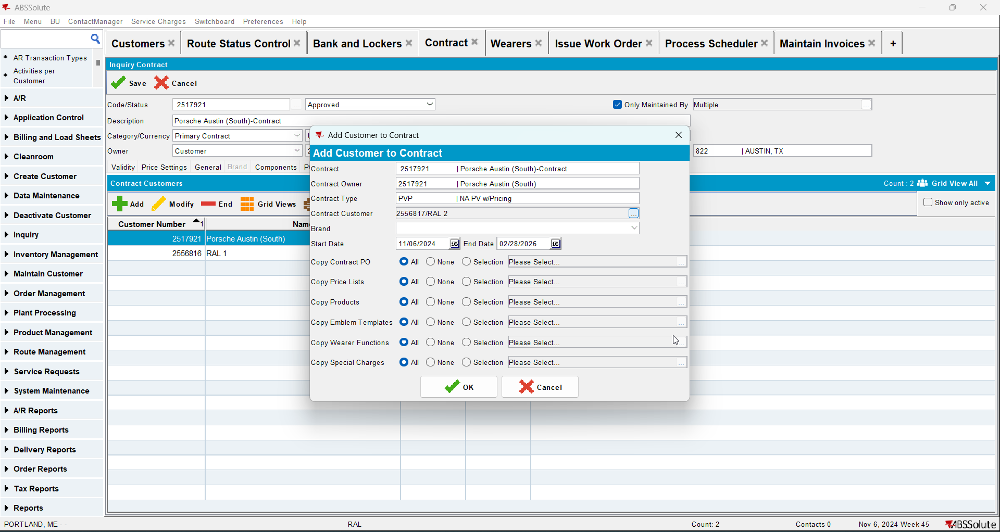 ABSSolute
File Menu BU ContactManager Service Charges Switchboard Preferences Help
Customers Route Status Control Bank and Lockers Contract Wearers Issue Work Order Process Scheduler Maintain Invoices +
AR Transaction Types
Activities per
Customer
A/R
Application Control
Billing and Load Sheets
Cleanroom
Create Customer
Data Maintenance
Deactivate Customer
Inquiry
Inventory Management
Maintain Customer
Order Management
Plant Processing
Product Management
Route Management
Service Requests
System Maintenance
A/R Reports
Billing Reports
Delivery Reports
Order Reports
Tax Reports
Reports
Inquiry Contract
Save Cancel
Code/Status 2517921 ... Approved Only Maintained By Multiple ...
Description Porsche Austin (South)-Contract
Category/Currency Primary Contract
Owner Customer 822 | AUSTIN, TX
Validity Price Settings General Brand Components
Contract Customers Count : 2 Grid View All
Add Modify End Grid Views Show only active
Customer Number 1 Nam
2517921 Porsche Austin (South)
2556816 RAL 1
Add Customer to Contract
Add Customer to Contract
Contract 2517921 | Porsche Austin (South)-Contract
Contract Owner 2517921 | Porsche Austin (South)
Contract Type PVP | NA PV w/Pricing
Contract Customer 2556817/RAL 2 ...
Brand
Start Date 11/06/2024 16 End Date 02/28/2026 16
Copy Contract PO All None Selection Please Select... ...
Copy Price Lists All None Selection Please Select... ...
Copy Products All None Selection Please Select... ...
Copy Emblem Templates All None Selection Please Select... ...
Copy Wearer Functions All None Selection Please Select... ...
Copy Special Charges All None Selection Please Select... ...
OK Cancel
PORTLAND, ME - - RAL Count: 2 Contacts 0 Nov 6, 2024 Week 45 ABSSolute